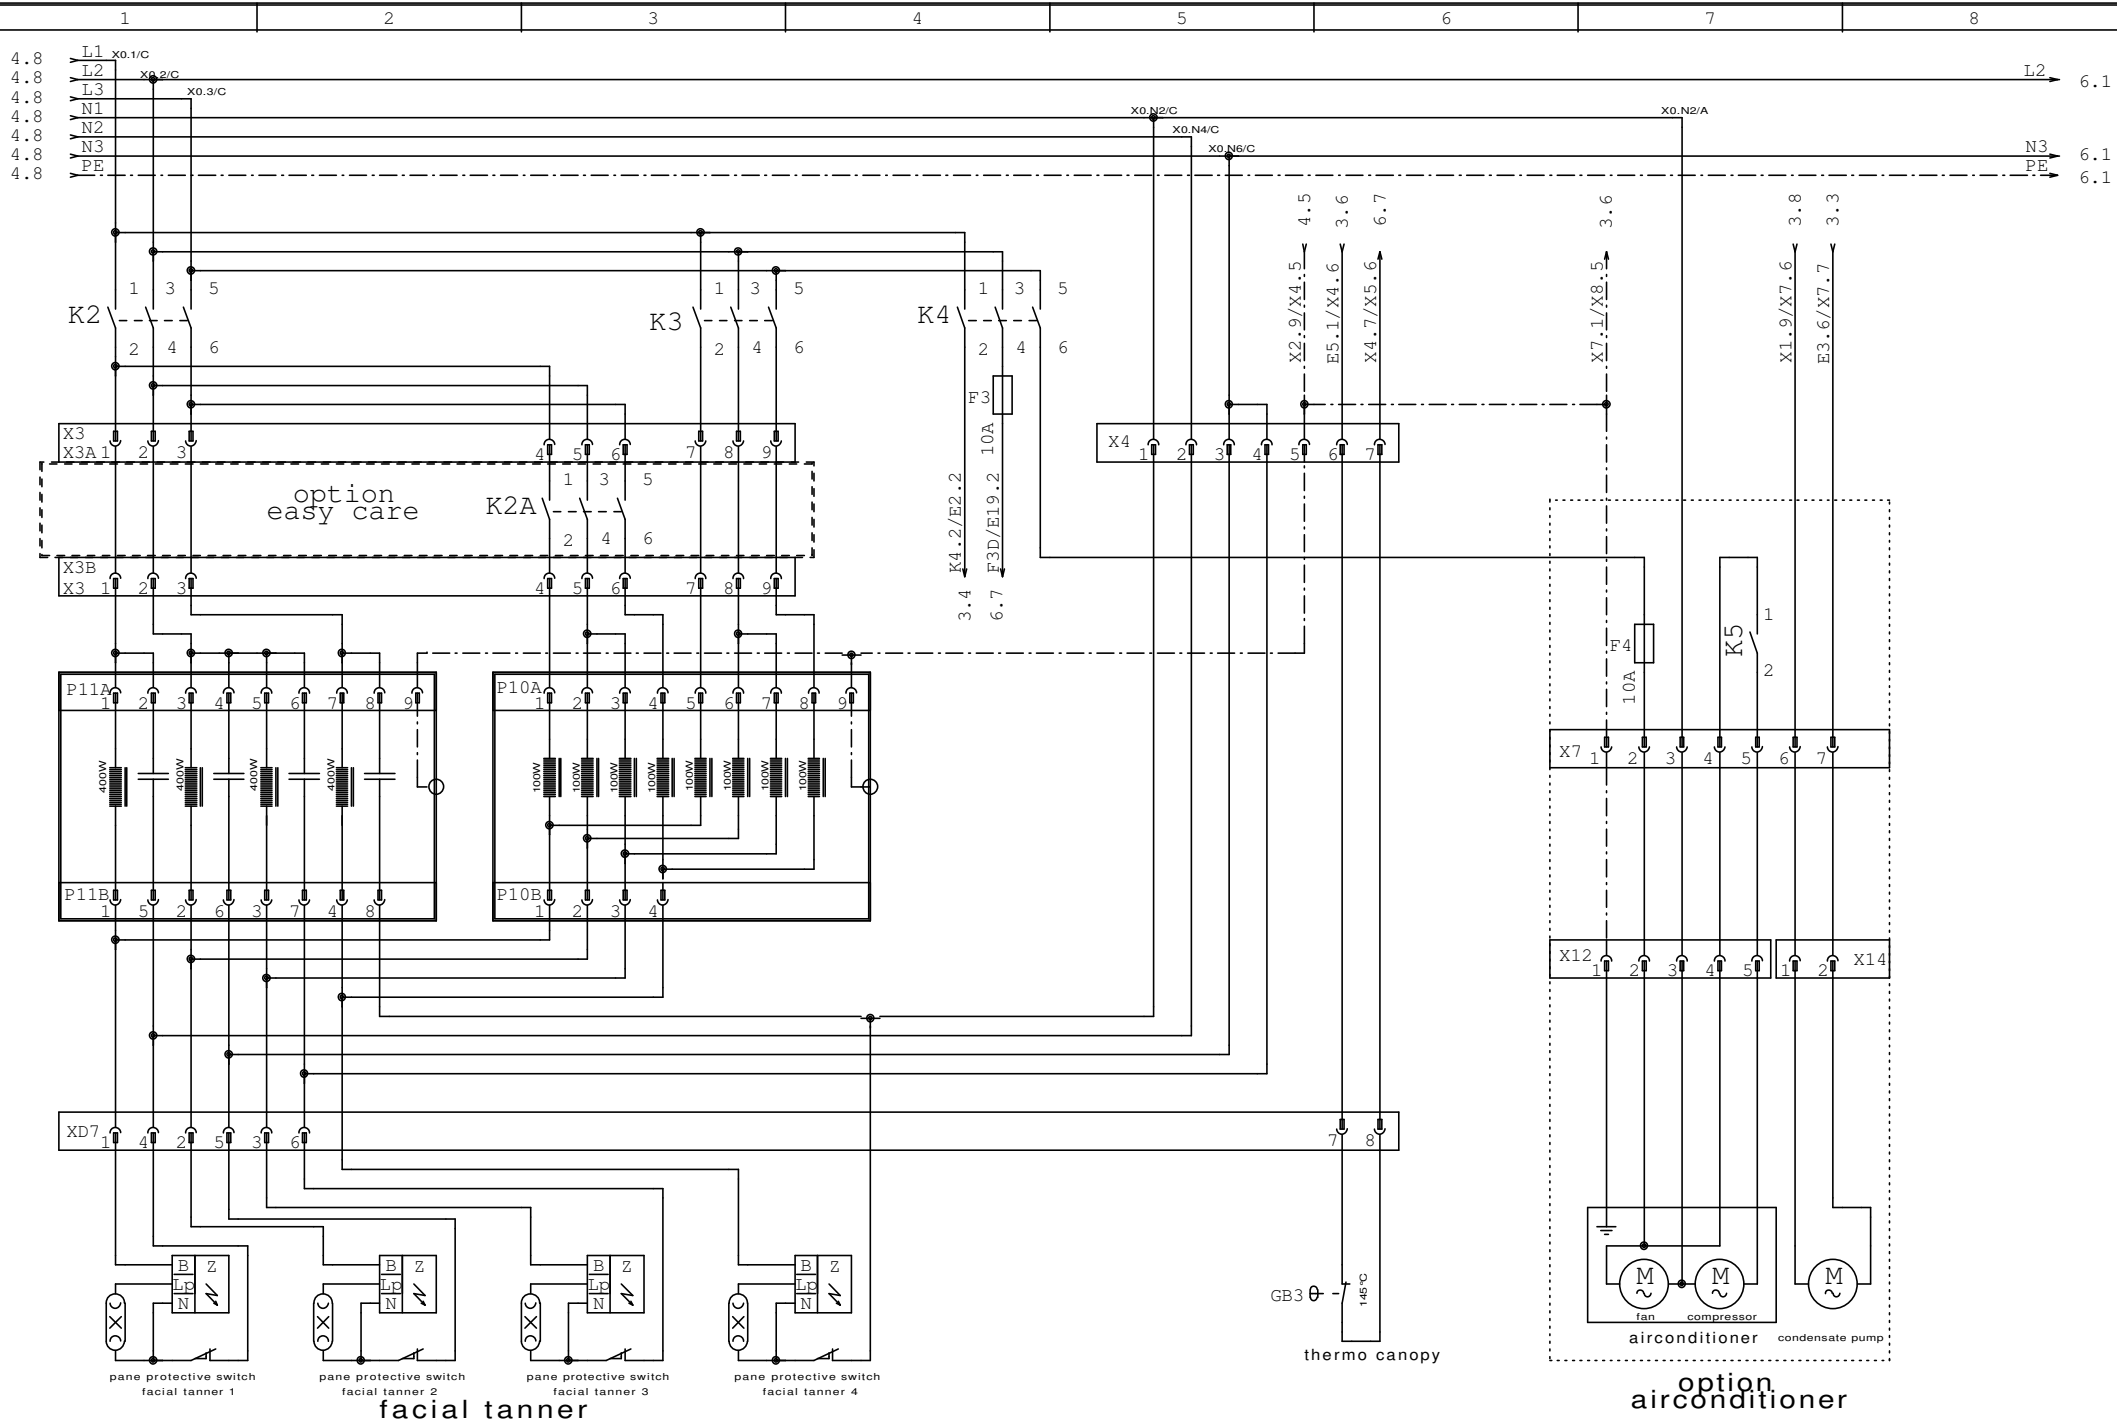 1 2 3 4 5 6 7 8
4.8 L1 X0.1/C
4.8 L2 X0.2/C L2 6.1
4.8 L3 X0.3/C
4.8 N1 X0.N2/C X0.N2/A
4.8 N2 X0.N4/C
4.8 N3 X0.N6/C N3 6.1
4.8 PE PE 6.1
4.5 3.6 6.7 3.6 3.8 3.3
X2.9/X4.5 E5.1/X4.6 X4.7/X5.6 X7.1/X8.5 X1.9/X7.6 E3.6/X7.7
1 3 5 1 3 5 1 3 5
K2 K3 K4
2 4 6 2 4 6 2 4 6
F3 10A
X3
X3A 1 2 3 4 5 6 7 8 9
X4 1 2 3 4 5 6 7
option
easy care
K2A 1 3 5
2 4 6
K4.2/E2.2 F3D/E19.2
3.4 6.7
X3B
X3 1 2 3 4 5 6 7 8 9
F4 10A
K5 1
2
P11A 1 2 3 4 5 6 7 8 9
P10A 1 2 3 4 5 6 7 8 9
400W 400W 400W 400W
100W 100W 100W 100W 100W 100W 100W 100W
X7 1 2 3 4 5 6 7
P11B 1 5 2 6 3 7 4 8
P10B 1 2 3 4
X12 1 2 3 4 5 1 2 X14
XD7 1 4 2 5 3 6 7 8
B Z B Z B Z B Z
Lp Lp Lp Lp
N N N N
GB3 145°C
M M M
fan compressor
airconditioner condensate pump
thermo canopy
pane protective switch
facial tanner 1
pane protective switch
facial tanner 2
pane protective switch
facial tanner 3
pane protective switch
facial tanner 4
facial tanner
option
airconditioner